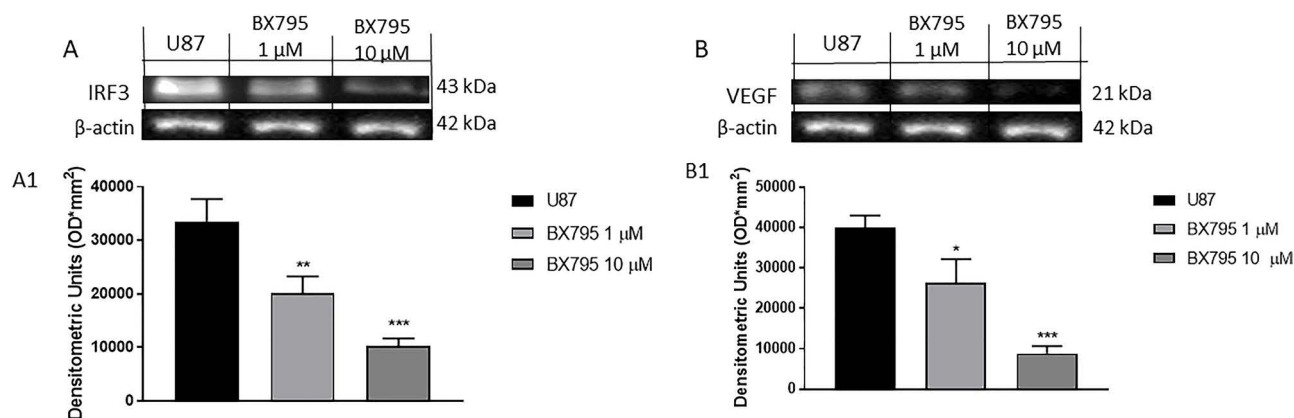 A
U87
BX795
1 μM
BX795
10 μM
IRF3
43 kDa
β-actin
42 kDa
A1
Densitometric Units (OD*mm²)
40000
30000
20000
10000
0
**
***
U87
BX795 1 μM
BX795 10 μM
B
U87
BX795
1 μM
BX795
10 μM
VEGF
21 kDa
β-actin
42 kDa
B1
Densitometric Units (OD*mm²)
50000
40000
30000
20000
10000
0
*
***
U87
BX795 1 μM
BX795 10 μM